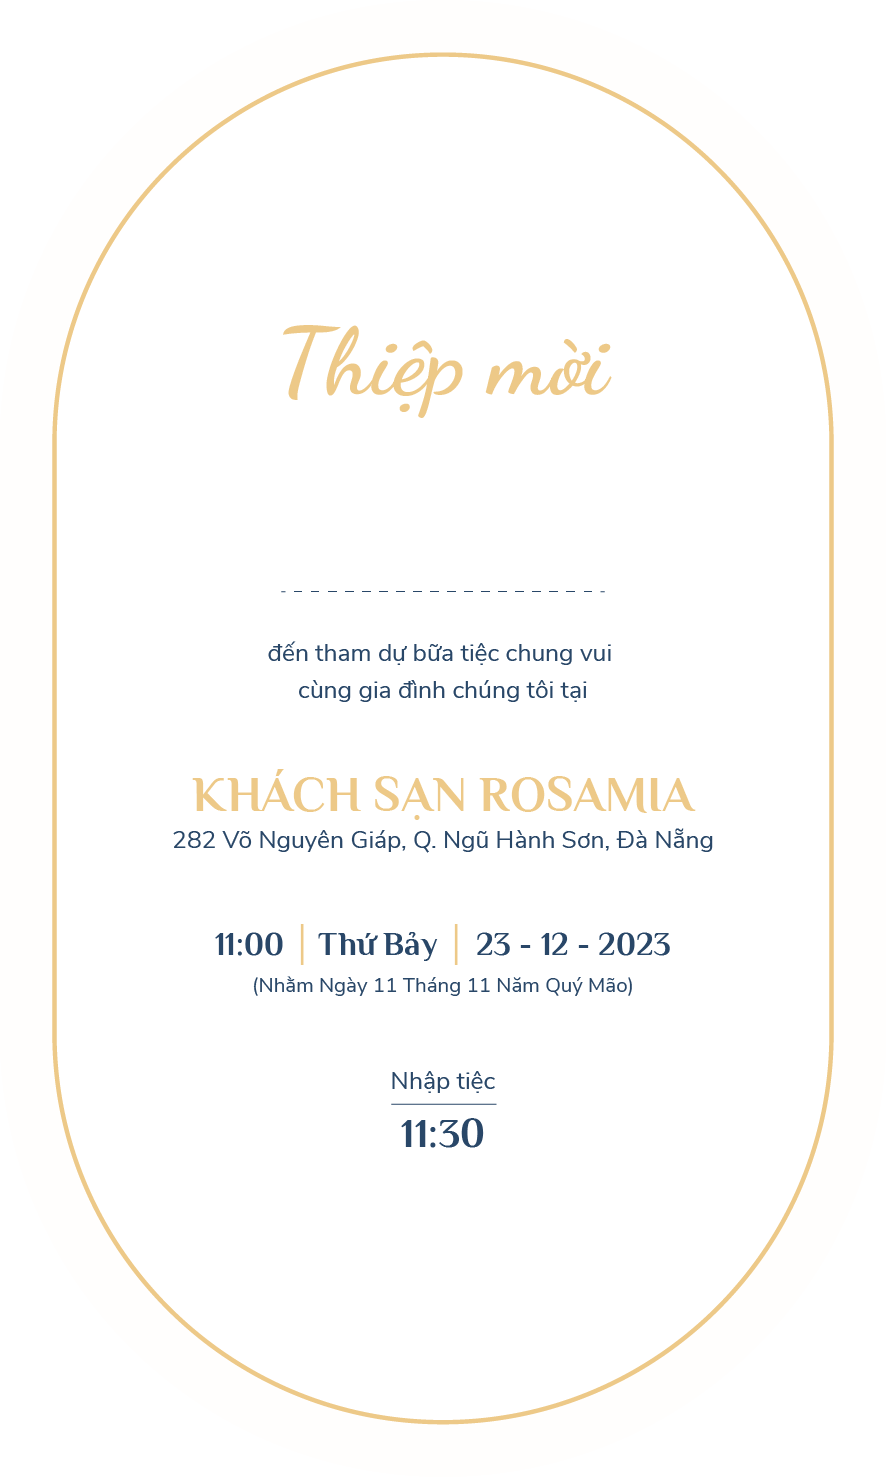 Thiệp mời
đến tham dự bữa tiệc chung vui
cùng gia đình chúng tôi tại
KHÁCH SẠN ROSAMIA
282 Võ Nguyên Giáp, Q. Ngũ Hành Sơn, Đà Nẵng
11:00 | Thứ Bảy | 23 - 12 - 2023
(Nhằm Ngày 11 Tháng 11 Năm Quý Mão)
Nhập tiệc
11:30